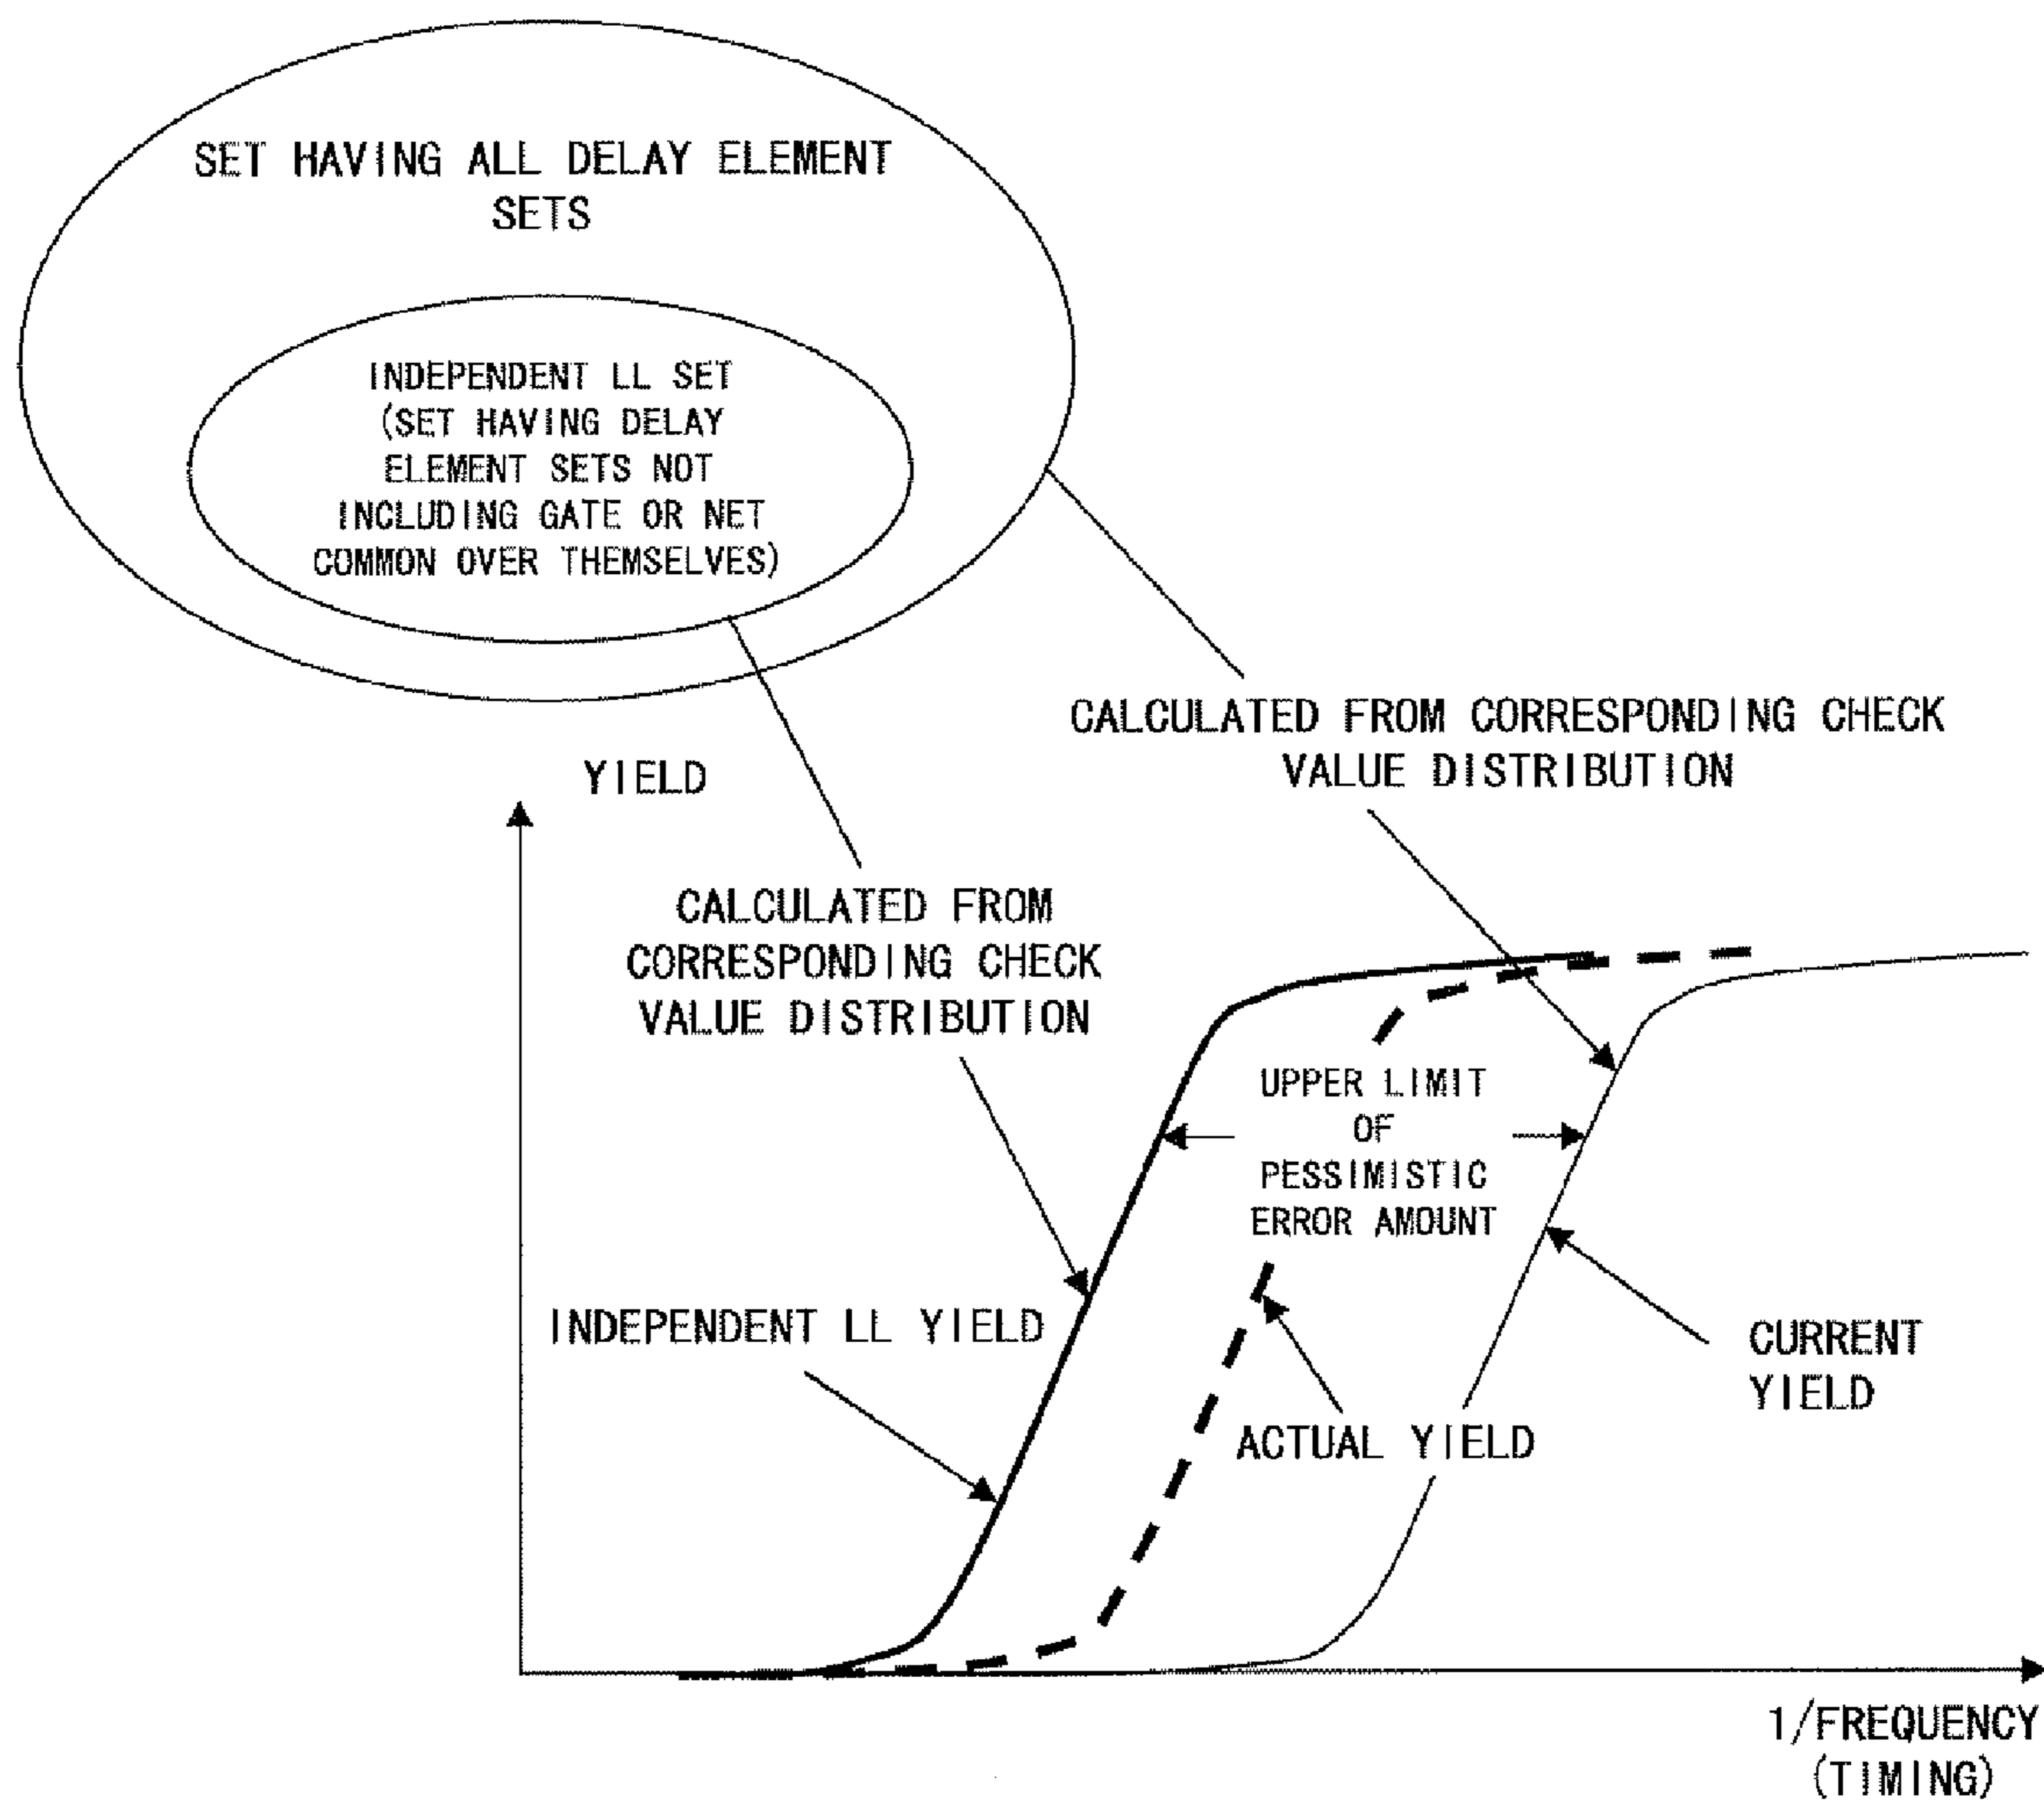 SET HAVING ALL DELAY ELEMENT
SETS
INDEPENDENT LL SET
(SET HAVING DELAY
ELEMENT SETS NOT
INCLUDING GATE OR NET
COMMON OVER THEMSELVES)
CALCULATED FROM CORRESPONDING CHECK
VALUE DISTRIBUTION
YIELD
CALCULATED FROM
CORRESPONDING CHECK
VALUE DISTRIBUTION
UPPER LIMIT
OF
PESSIMISTIC
ERROR AMOUNT
INDEPENDENT LL YIELD
CURRENT
YIELD
ACTUAL YIELD
1/FREQUENCY
(TIMING)